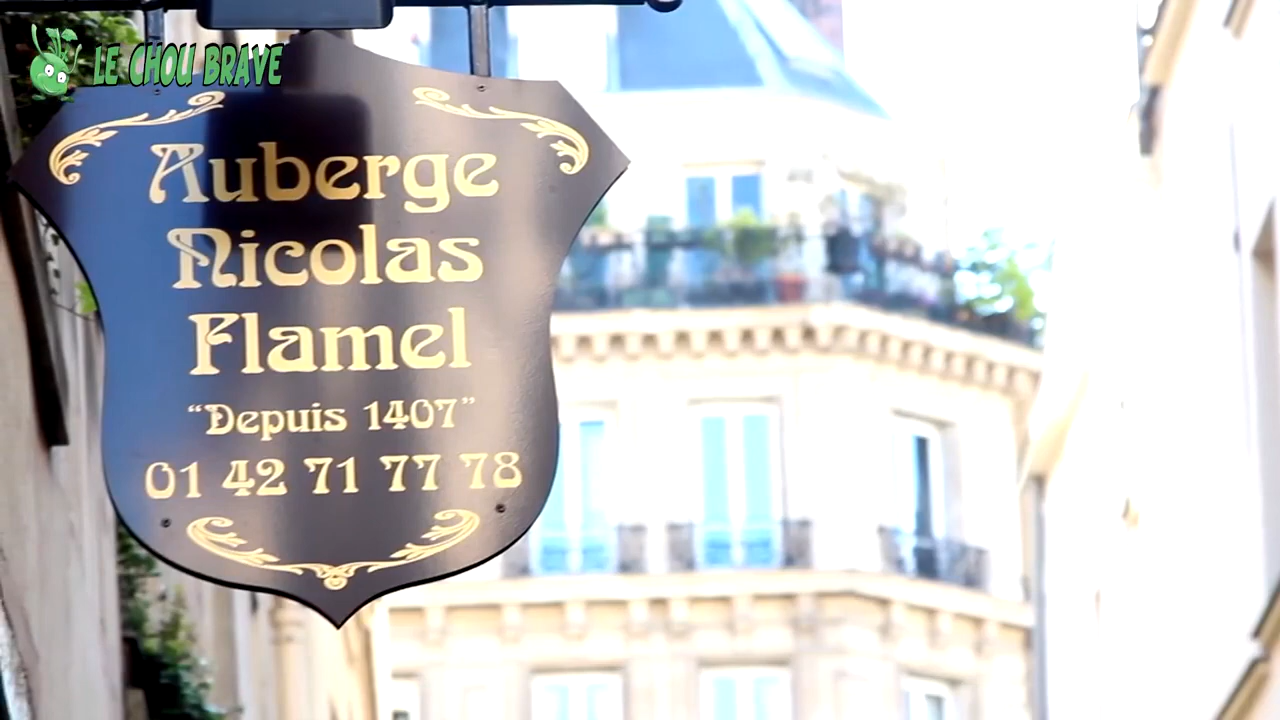 LE CHOU BRAVE
Auberge
Nicolas
Flamel
“Depuis 1407”
01 42 71 77 78